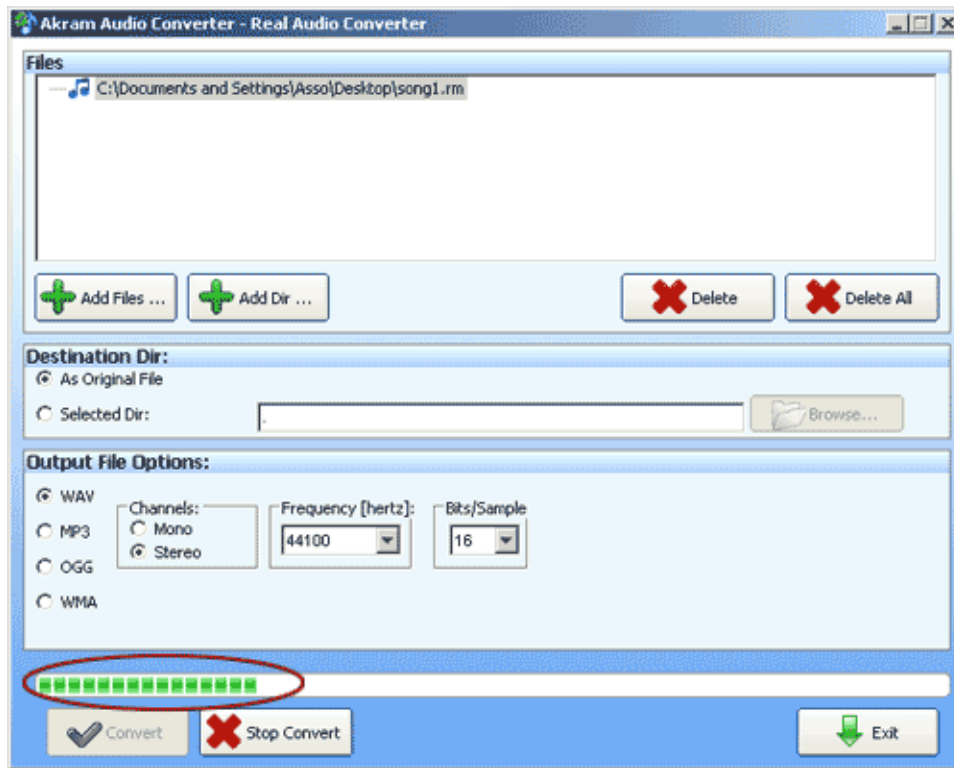 Akram Audio Converter - Real Audio Converter
Files
C:\Documents and Settings\Asso\Desktop\song1.rm
Add Files ... Add Dir ... Delete Delete All
Destination Dir:
As Original File
Selected Dir: . Browse...
Output File Options:
WAV Channels: Frequency [hertz]: Bits/Sample
MP3 Mono 44100 16
Stereo
OGG
WMA
Convert Stop Convert Exit